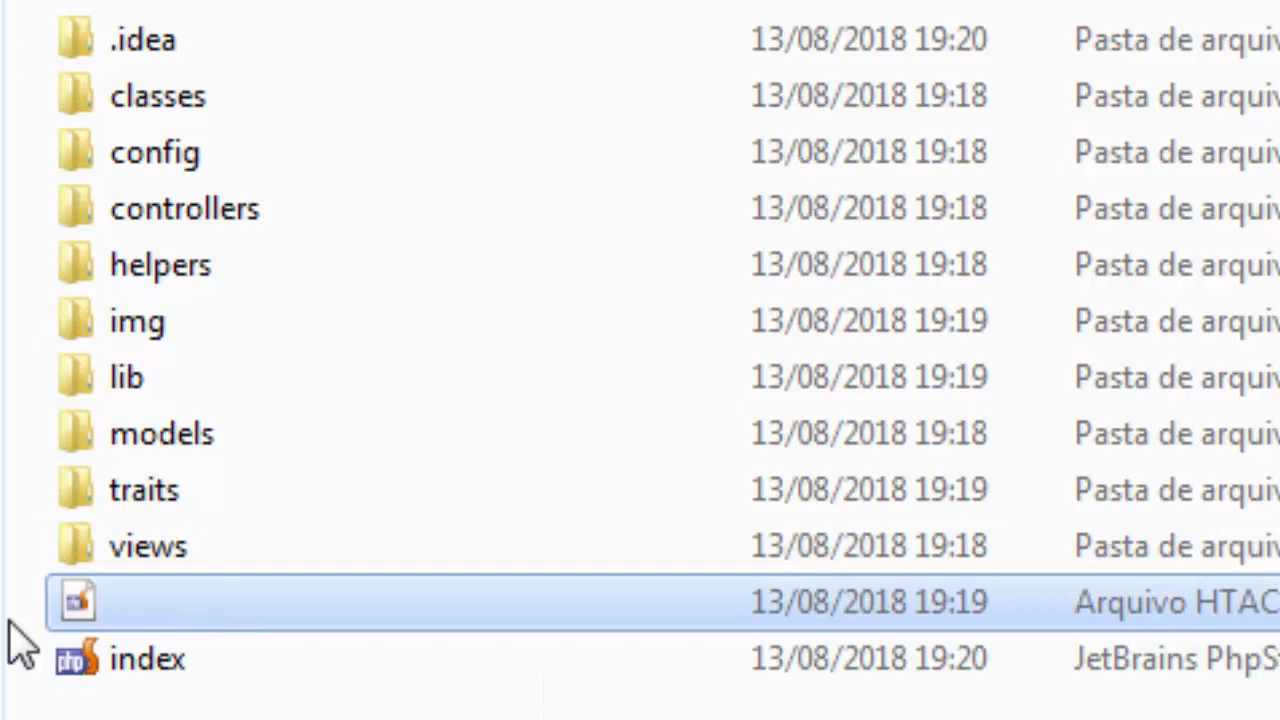 .idea 13/08/2018 19:20 Pasta de arquiv
classes 13/08/2018 19:18 Pasta de arquiv
config 13/08/2018 19:18 Pasta de arquiv
controllers 13/08/2018 19:18 Pasta de arquiv
helpers 13/08/2018 19:18 Pasta de arquiv
img 13/08/2018 19:19 Pasta de arquiv
lib 13/08/2018 19:19 Pasta de arquiv
models 13/08/2018 19:18 Pasta de arquiv
traits 13/08/2018 19:19 Pasta de arquiv
views 13/08/2018 19:18 Pasta de arquiv
13/08/2018 19:19 Arquivo HTAC
php index 13/08/2018 19:20 JetBrains PhpSt